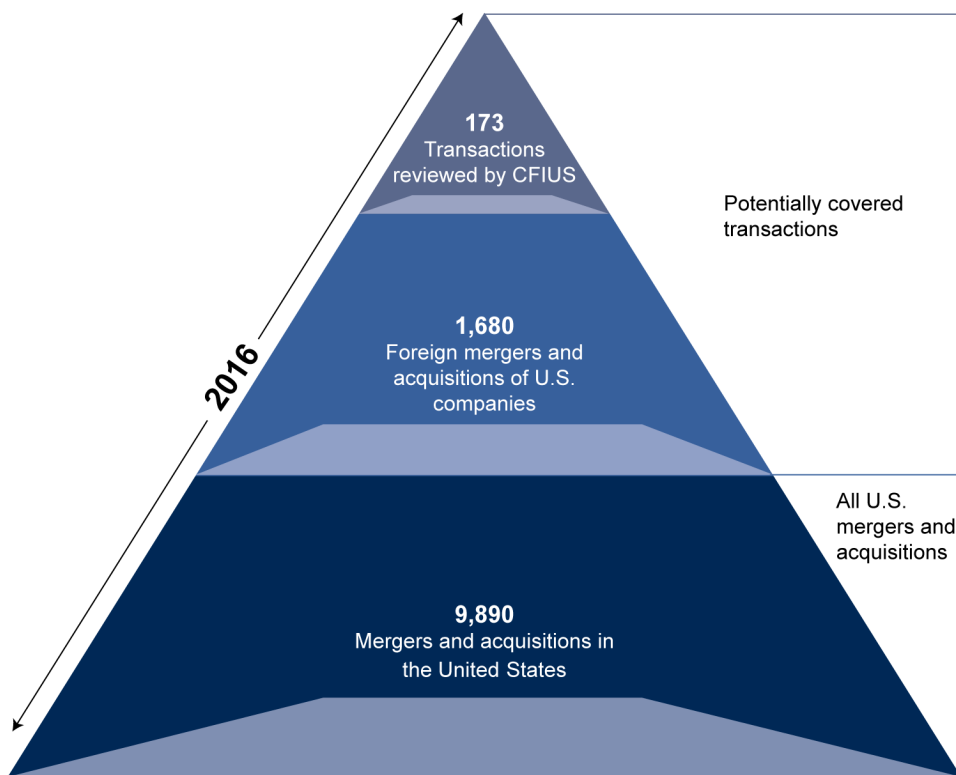 173
Transactions
reviewed by CFIUS
Potentially covered
transactions
1,680
Foreign mergers and
acquisitions of U.S.
companies
2016
All U.S.
mergers and
acquisitions
9,890
Mergers and acquisitions in
the United States